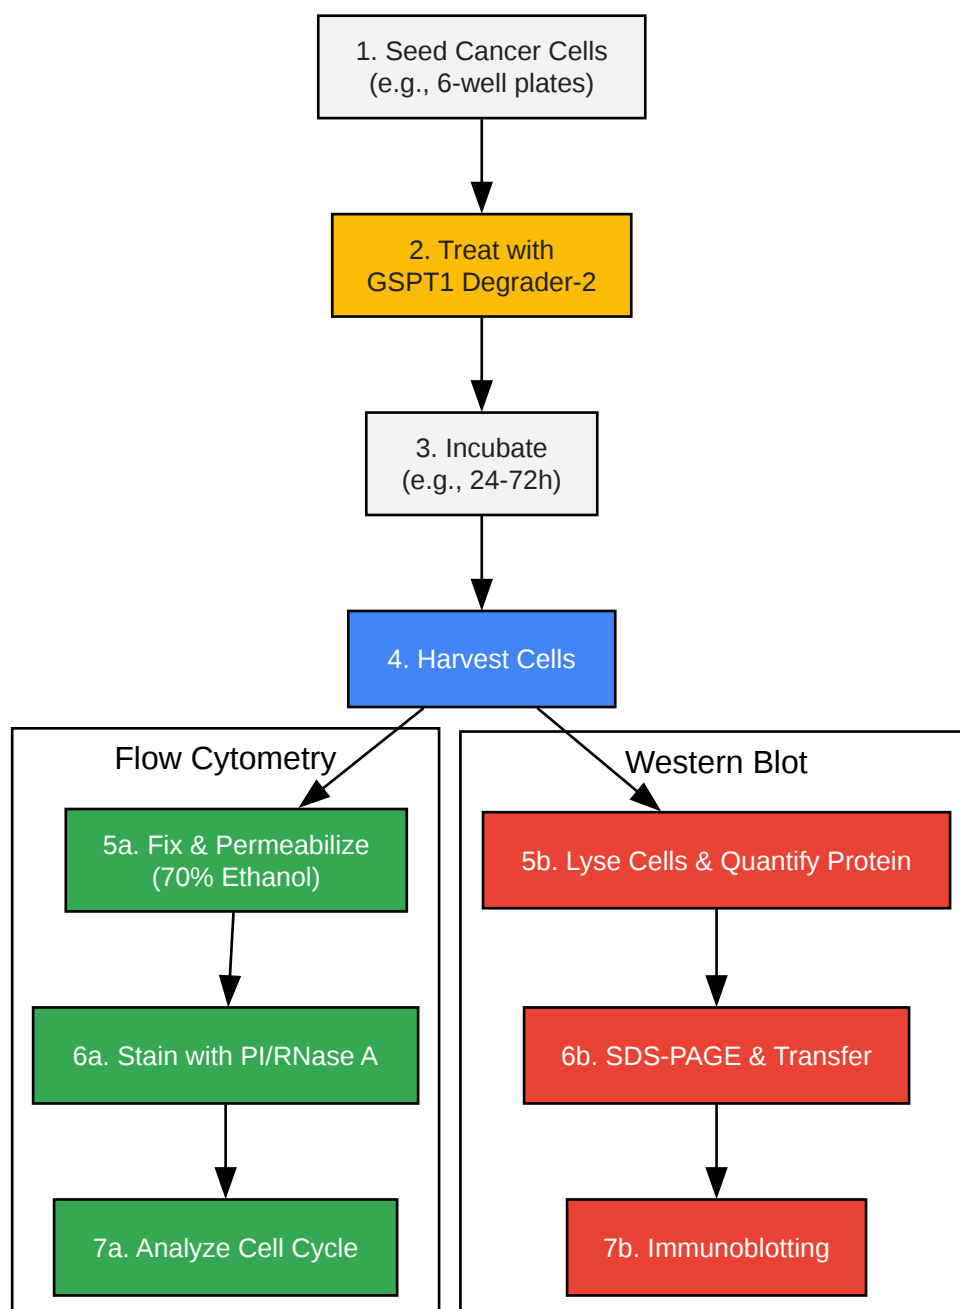 1. Seed Cancer Cells
(e.g., 6-well plates)
2. Treat with
GSPT1 Degrader-2
3. Incubate
(e.g., 24-72h)
4. Harvest Cells
Flow Cytometry
5a. Fix & Permeabilize
(70% Ethanol)
6a. Stain with PI/RNase A
7a. Analyze Cell Cycle
Western Blot
5b. Lyse Cells & Quantify Protein
6b. SDS-PAGE & Transfer
7b. Immunoblotting